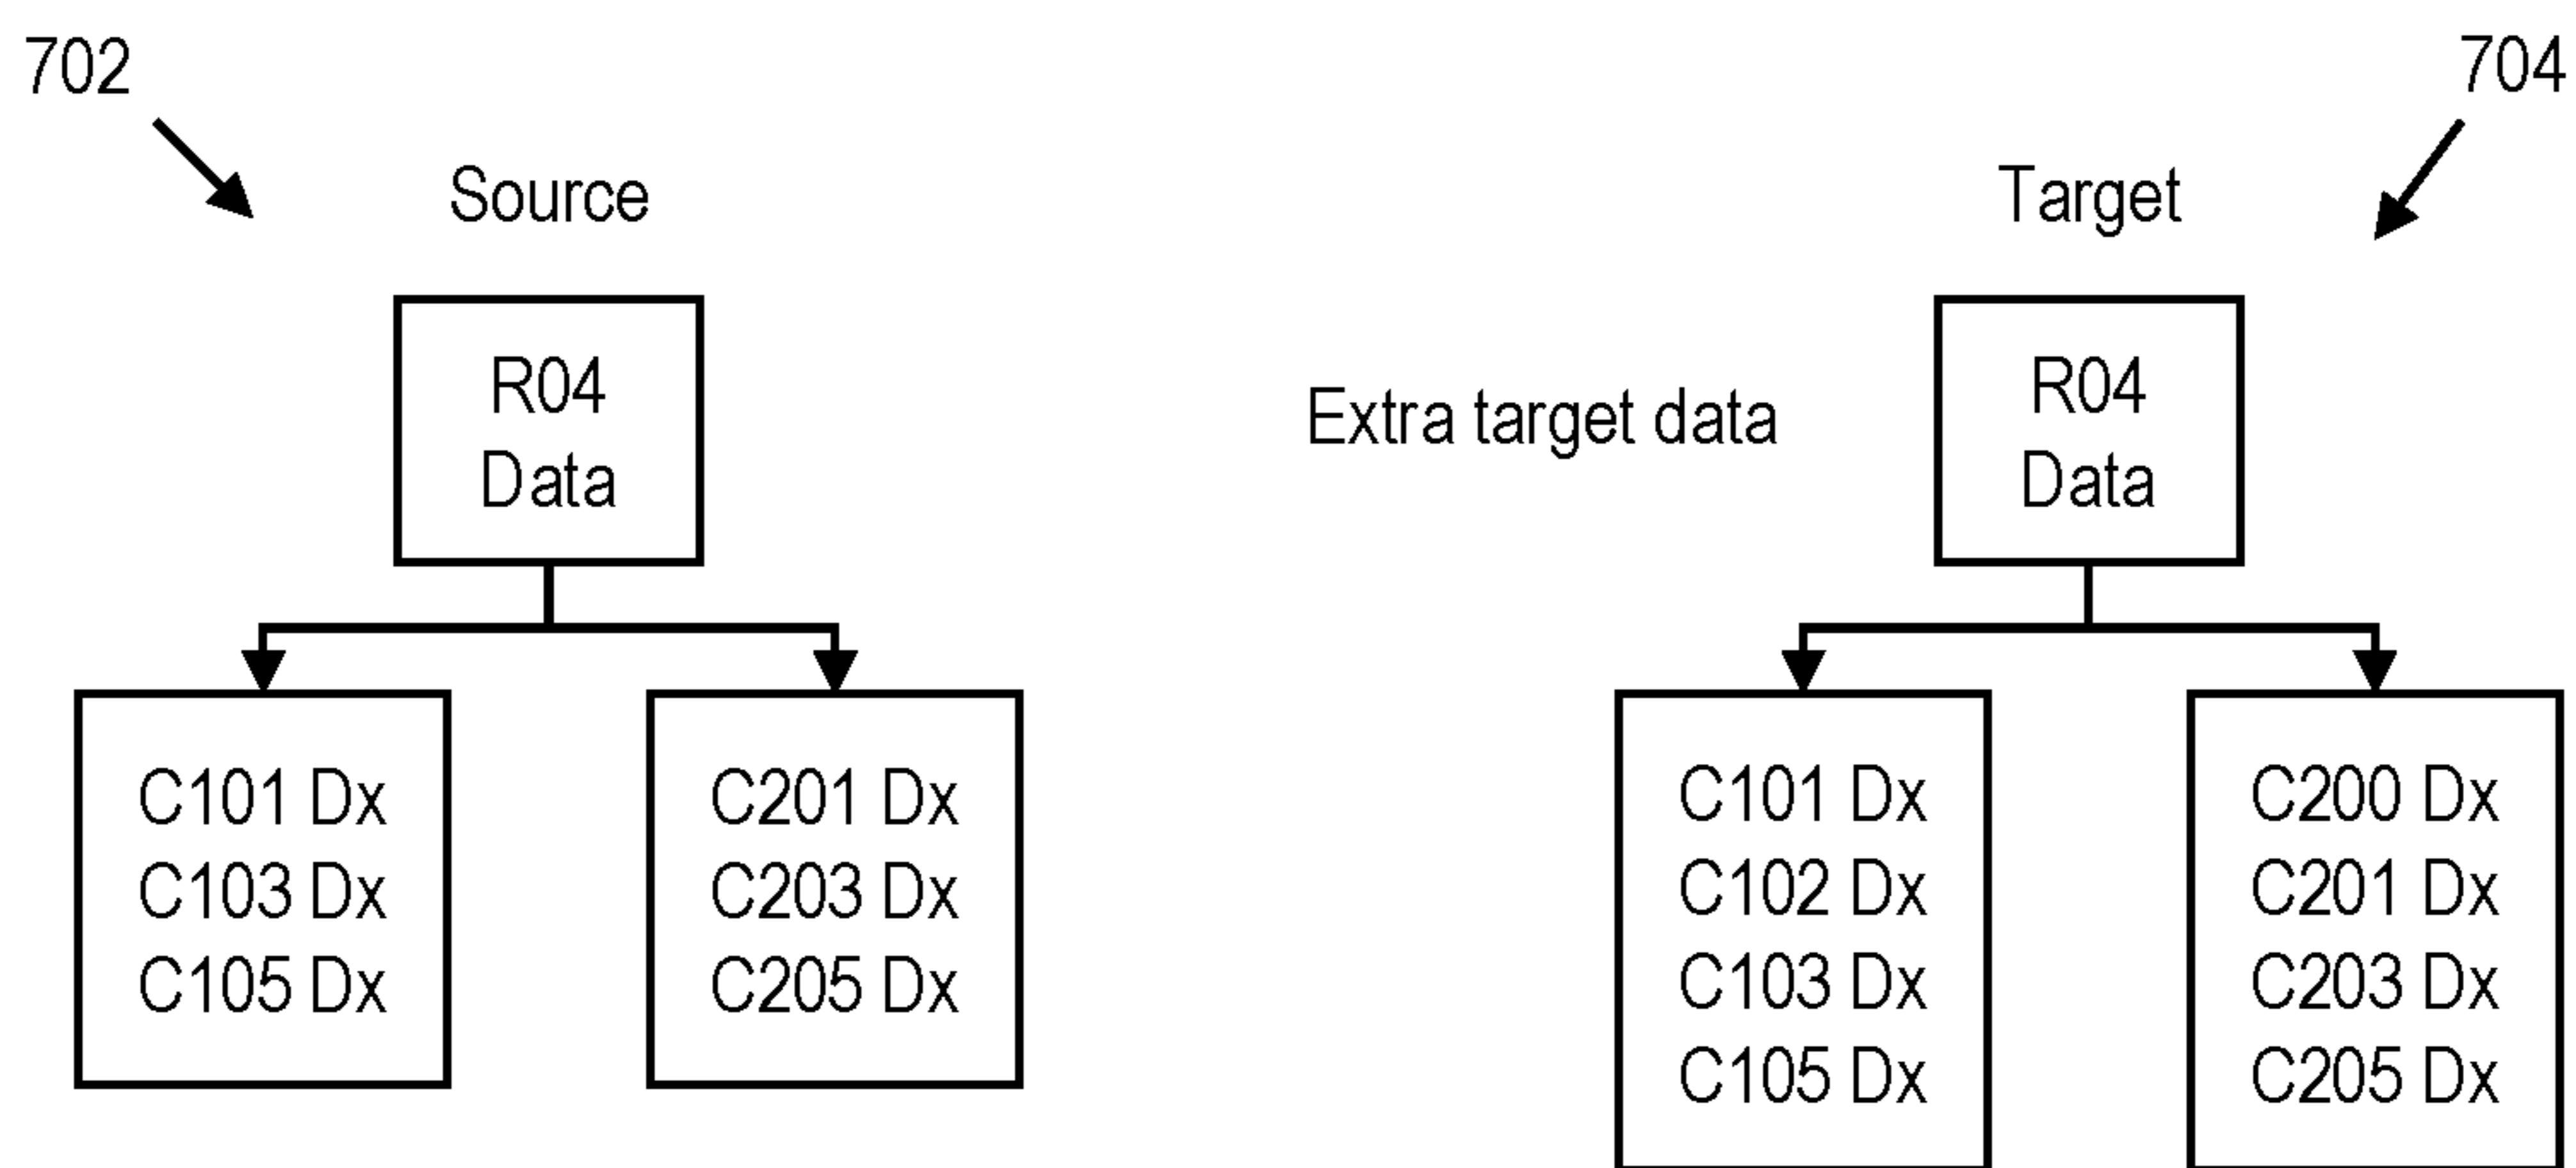 702
704
Source
Target
R04
Data
Extra target data
R04
Data
C101 Dx
C103 Dx
C105 Dx
C201 Dx
C203 Dx
C205 Dx
C101 Dx
C102 Dx
C103 Dx
C105 Dx
C200 Dx
C201 Dx
C203 Dx
C205 Dx